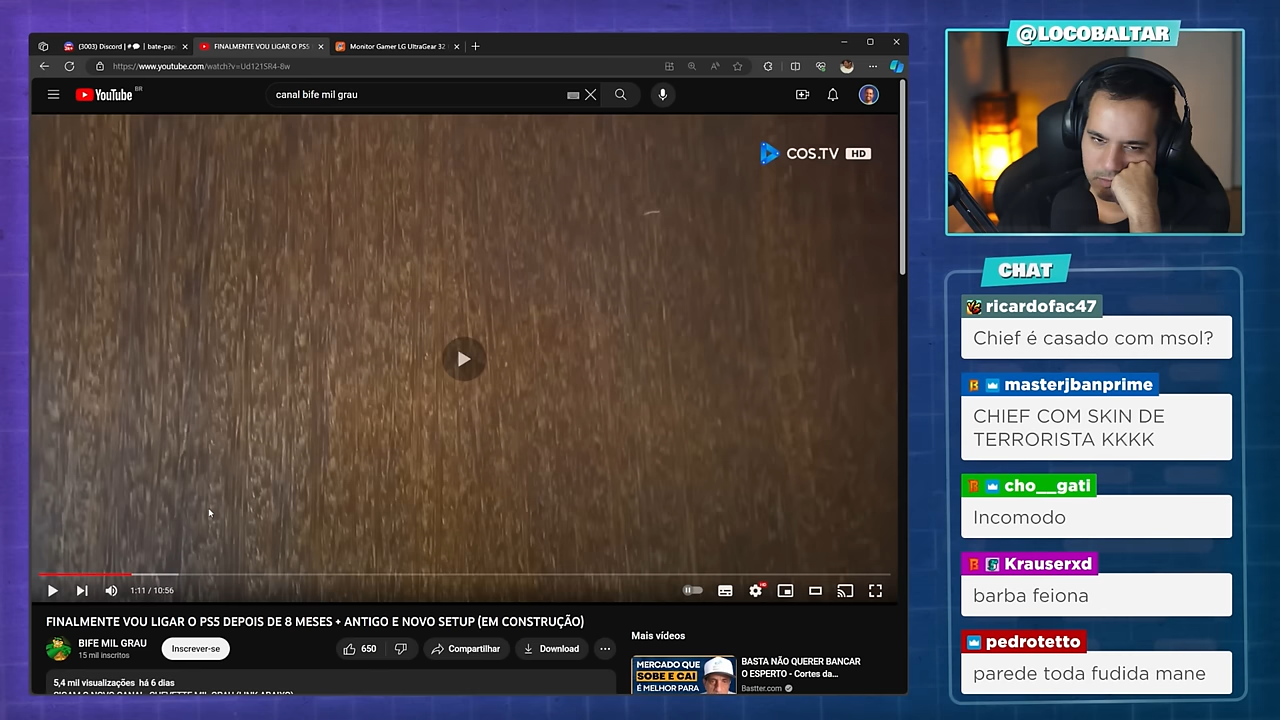 (3003) Discord | # | bate-pap
FINALMENTE VOU LIGAR O PS5
Monitor Gamer LG UltraGear 32
https://www.youtube.com/watch?v=Ud121SR4-8w
YouTube BR
canal bife mil grau
COS.TV HD
1:11 / 10:56
HD
FINALMENTE VOU LIGAR O PS5 DEPOIS DE 8 MESES + ANTIGO E NOVO SETUP (EM CONSTRUÇÃO)
BIFE MIL GRAU
15 mil inscritos
Inscrever-se
650
Compartilhar
Download
5,4 mil visualizações há 6 dias
Mais vídeos
MERCADO QUE
SOBE E CAI
É MELHOR PARA
BASTA NÃO QUERER BANCAR
O ESPERTO - Cortes da...
Bastter.com
@LOCOBALTAR
CHAT
ricardofac47
Chief é casado com msol?
masterjbanprime
CHIEF COM SKIN DE
TERRORISTA KKKK
cho__gati
Incomodo
Krauserxd
barba feiona
pedrotetto
parede toda fudida mane